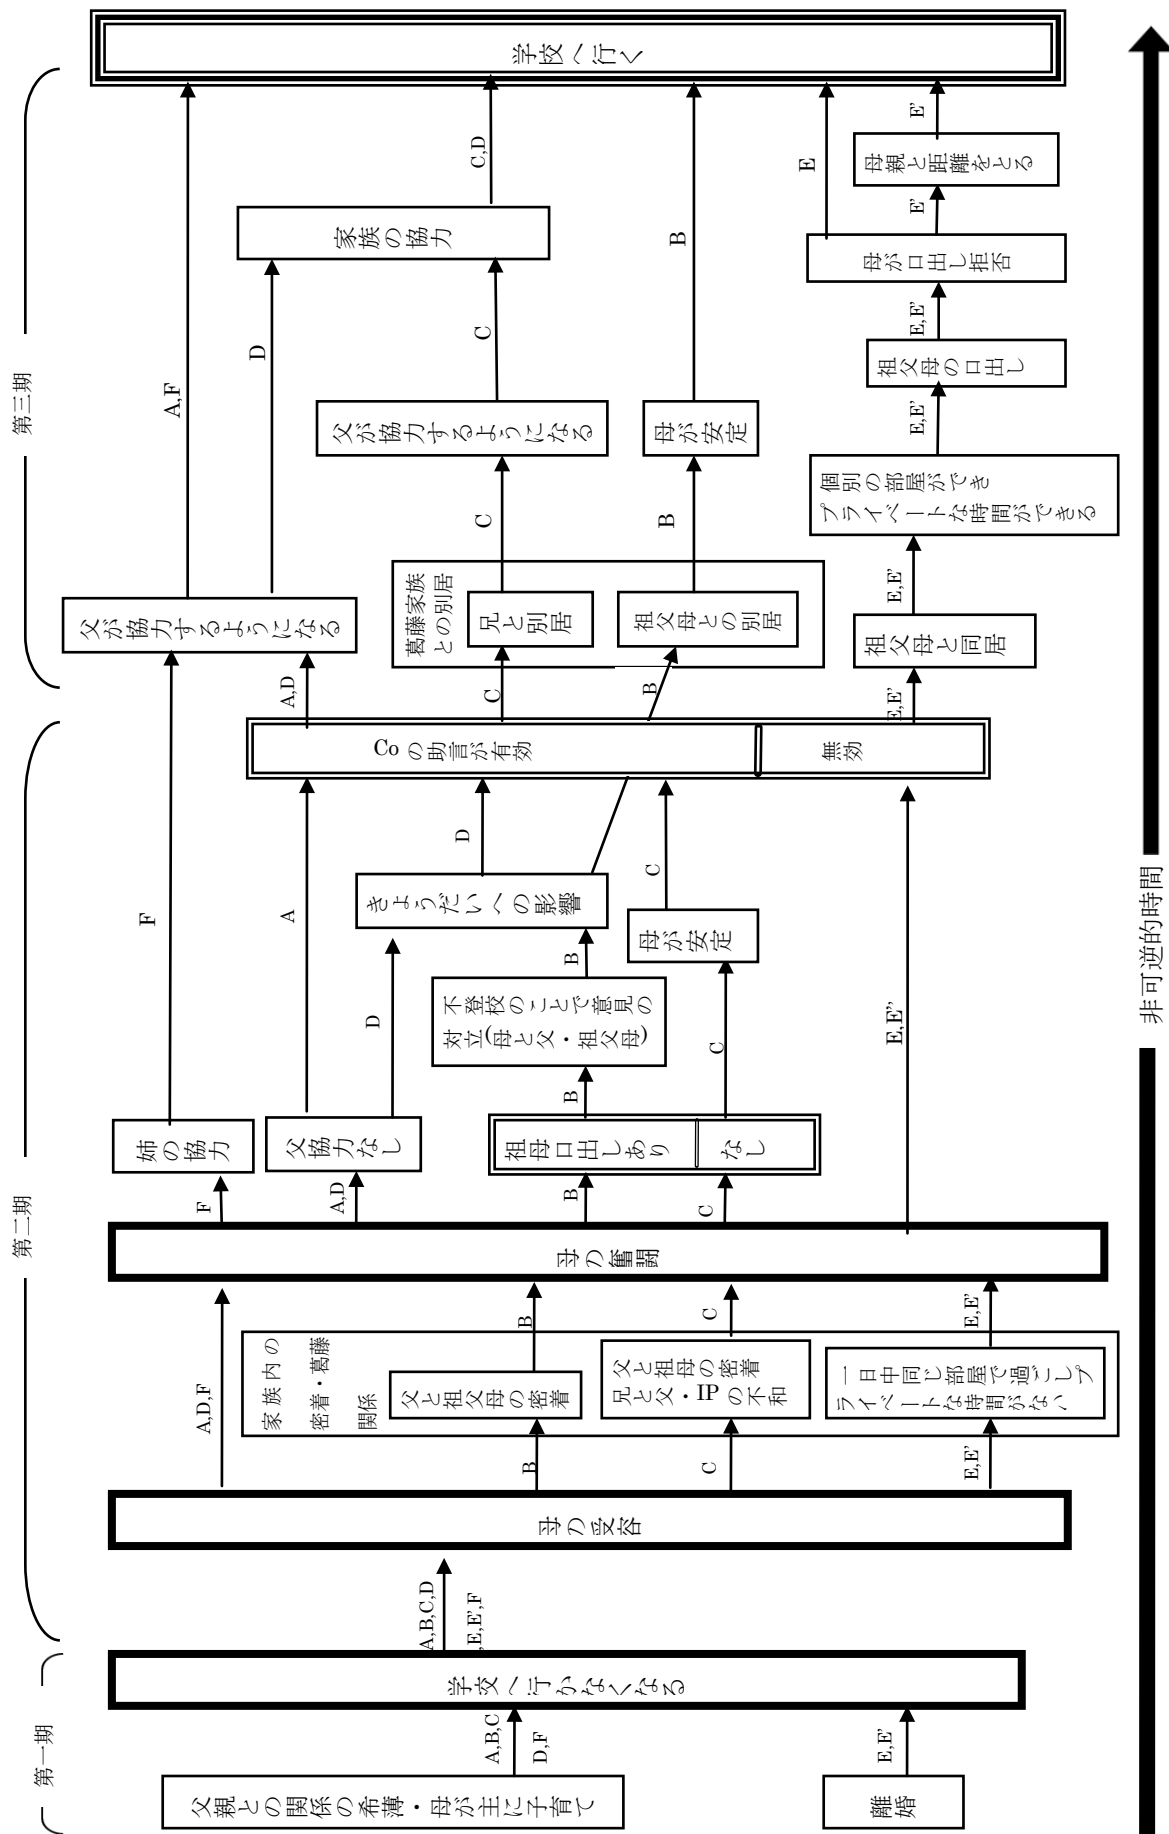 第一期
第二期
第三期
父親との関係の希薄・母が主に子育て
離婚
A,B,C
D,F
E,E'
学校へ行かなくなる
A,B,C,D
,E,E',F
母の受容
A,D,F
B
C
E,E'
家族内の
密着・葛藤
関係
父と祖父母の密着
父と祖母の密着
兄と父・IPの不和
一日中同じ部屋で過ごしプ
ライベートな時間がない
B
C
E,E'
母の奮闘
F
A,D
B
C
E,E''
姉の協力
父協力なし
祖母口出しあり
なし
F
A
D
B
C
不登校のことで意見の
対立(母と父・祖父母)
B
母が安定
きょうだいへの影響
D
C
Co の助言が有効
無効
A,D
C
B
E,E'
父が協力するようになる
葛藤家族
との別居
兄と別居
祖父母との別居
祖父母と同居
A,F
D
C
B
E,E'
個別の部屋ができ
プライベートな時間ができる
父が協力するようになる
母が安定
E,E'
祖父母の口出し
C
B
E,E'
家族の協力
母が口出し拒否
C,D
E
E'
母親と距離をとる
E'
学校へ行く
非可逆的時間